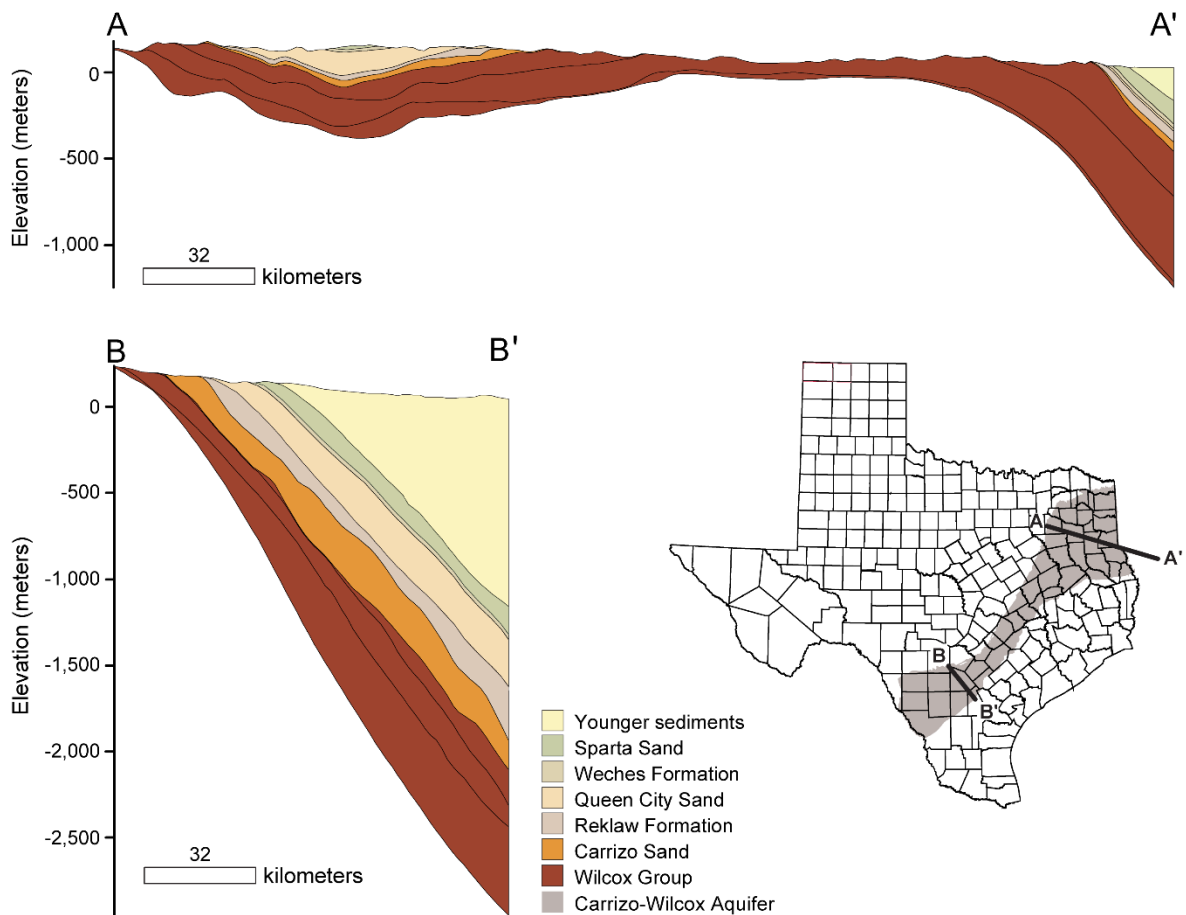 A
A'
Elevation (meters)
0
-500
-1,000
32
kilometers
B
B'
Elevation (meters)
0
-500
-1,000
-1,500
-2,000
-2,500
32
kilometers
Younger sediments
Sparta Sand
Weches Formation
Queen City Sand
Reklaw Formation
Carrizo Sand
Wilcox Group
Carrizo-Wilcox Aquifer
A
A'
B
B'